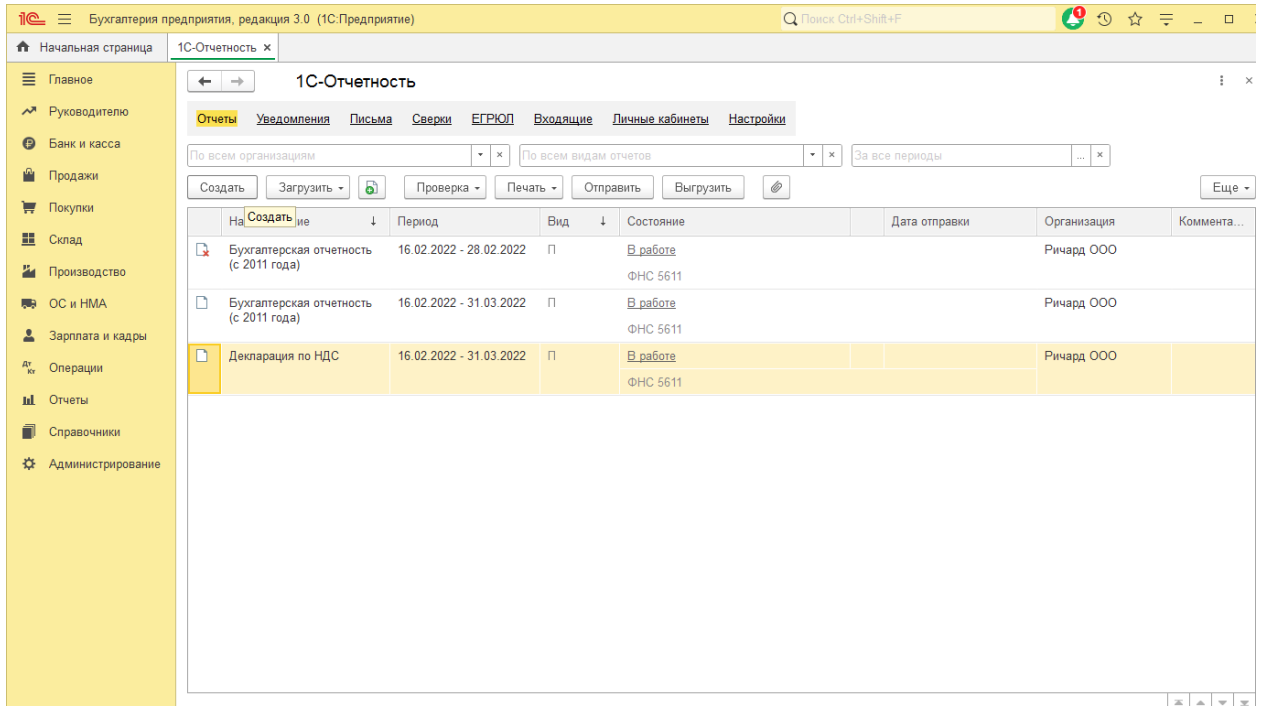 1С Бухгалтерия предприятия, редакция 3.0 (1С:Предприятие) Поиск Ctrl+Shift+F 1
Начальная страница 1С-Отчетность ×
Главное
Руководителю
Банк и касса
Продажи
Покупки
Склад
Производство
ОС и НМА
Зарплата и кадры
Дт Кт Операции
Отчеты
Справочники
Администрирование
1С-Отчетность
Отчеты Уведомления Письма Сверки ЕГРЮЛ Входящие Личные кабинеты Настройки
По всем организациям По всем видам отчетов За все периоды ...
Создать Загрузить Проверка Печать Отправить Выгрузить Еще
На Создать ие ↓ Период Вид ↓ Состояние Дата отправки Организация Коммента...
Бухгалтерская отчетность 16.02.2022 - 28.02.2022 П В работе Ричард ООО
(с 2011 года)
ФНС 5611
Бухгалтерская отчетность 16.02.2022 - 31.03.2022 П В работе Ричард ООО
(с 2011 года)
ФНС 5611
Декларация по НДС 16.02.2022 - 31.03.2022 П В работе Ричард ООО
ФНС 5611